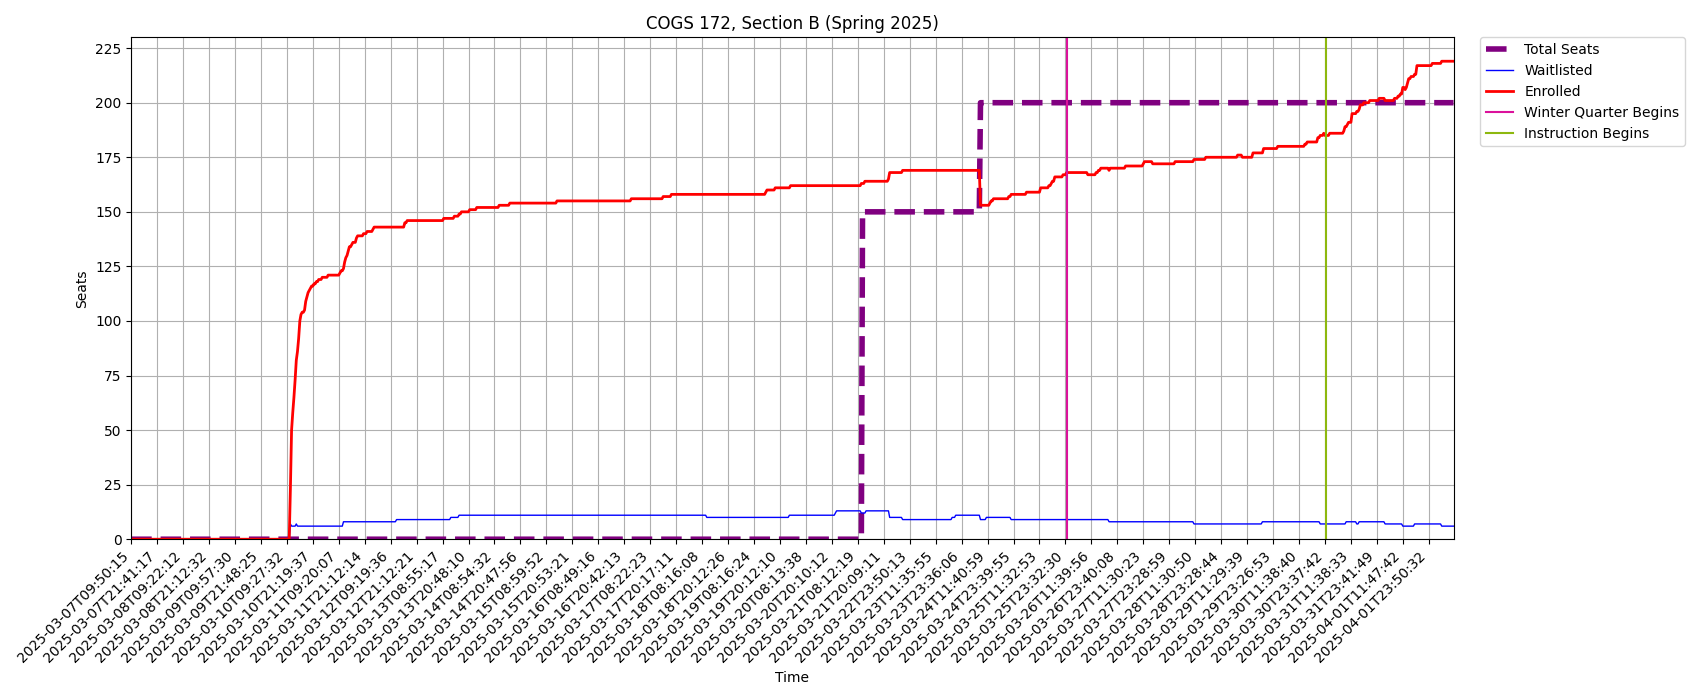 COGS 172, Section B (Spring 2025)
Total Seats
Waitlisted
Enrolled
Winter Quarter Begins
Instruction Begins
Seats
225
200
175
150
125
100
75
50
25
0
2025-03-07T09:50:15
2025-03-07T21:41:17
2025-03-08T09:22:12
2025-03-08T21:12:32
2025-03-09T09:57:30
2025-03-09T21:48:25
2025-03-10T09:27:32
2025-03-10T21:19:37
2025-03-11T09:20:07
2025-03-11T21:12:14
2025-03-12T09:19:36
2025-03-12T21:12:21
2025-03-13T08:55:17
2025-03-13T20:48:10
2025-03-14T08:54:32
2025-03-14T20:47:56
2025-03-15T08:59:52
2025-03-15T20:53:21
2025-03-16T08:49:16
2025-03-16T20:42:13
2025-03-17T08:22:23
2025-03-17T20:17:11
2025-03-18T08:16:08
2025-03-18T20:12:26
2025-03-19T08:16:24
2025-03-19T20:12:10
2025-03-20T08:13:38
2025-03-20T20:10:12
2025-03-21T08:12:19
2025-03-21T20:09:11
2025-03-22T23:50:13
2025-03-23T11:35:55
2025-03-23T23:36:06
2025-03-24T11:40:59
2025-03-24T23:39:55
2025-03-25T11:32:53
2025-03-25T23:32:30
2025-03-26T11:39:56
2025-03-26T23:40:08
2025-03-27T11:30:23
2025-03-27T23:28:59
2025-03-28T11:30:50
2025-03-28T23:28:44
2025-03-29T11:29:39
2025-03-29T23:26:53
2025-03-30T11:38:40
2025-03-30T23:37:42
2025-03-31T11:38:33
2025-03-31T23:41:49
2025-04-01T11:47:42
2025-04-01T23:50:32
Time